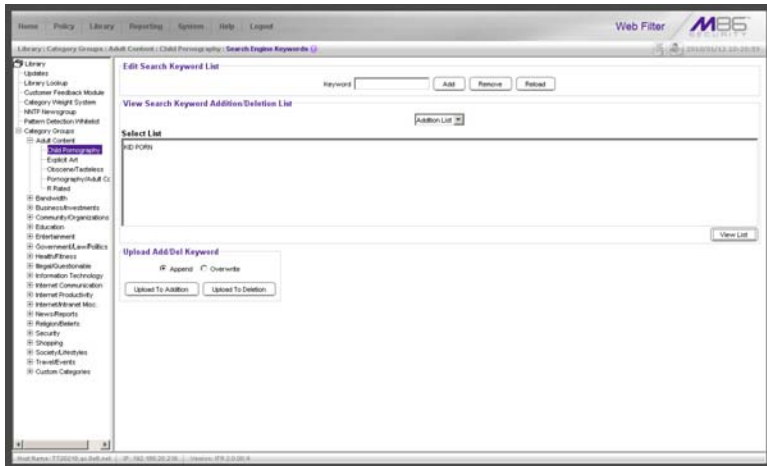 Home Policy Library Reporting System Help Logout
Web Filter
M86
SECURITY
Library : Category Groups : Adult Content : Child Pornography : Search Engine Keywords
Library
Updates
Library Lookup
Customer Feedback Module
Category Weight System
NNTP Newsgroup
Pattern Detection Whitelist
Category Groups
Adult Content
Child Pornography
Explicit Art
Obscene/Tasteless
Pornography/Adult Cc
R Rated
Bandwidth
Business/Investments
Community/Organizations
Education
Entertainment
Government/Law/Politics
Health/Fitness
Illegal/Questionable
Information Technology
Internet Communication
Internet Productivity
Internet/Intranet Misc.
News/Reports
Religion/Beliefs
Security
Shopping
Society/Lifestyles
Travel/Events
Custom Categories
Edit Search Keyword List
Keyword Add Remove Reload
View Search Keyword Addition/Deletion List
Addition List
Select List
KID PORN
View List
Upload Add/Del Keyword
Append Overwrite
Upload To Addition Upload To Deletion